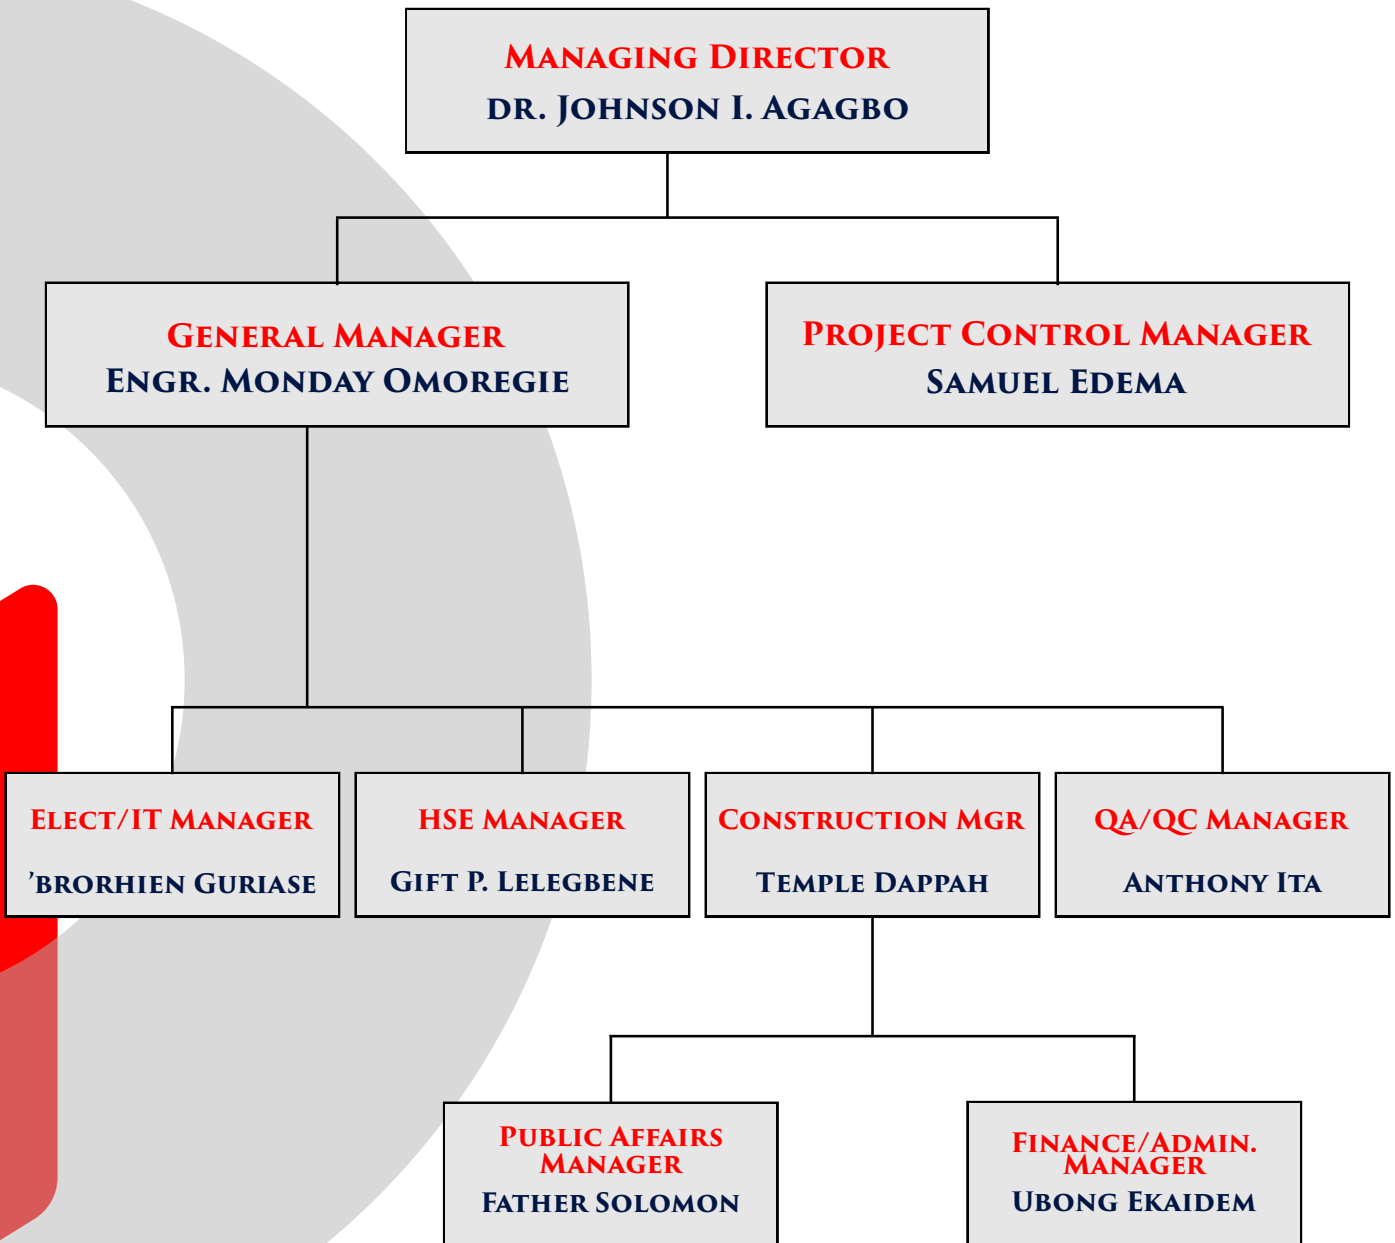 Managing Director
dr. Johnson I. Agagbo
General Manager
Engr. Monday Omoregie
Project Control Manager
Samuel Edema
Elect/IT Manager
’brorhien Guriase
HSE Manager
Gift P. Lelegbene
Construction Mgr
Temple Dappah
QA/QC Manager
Anthony Ita
Public Affairs
Manager
Father Solomon
Finance/Admin.
Manager
Ubong Ekaidem